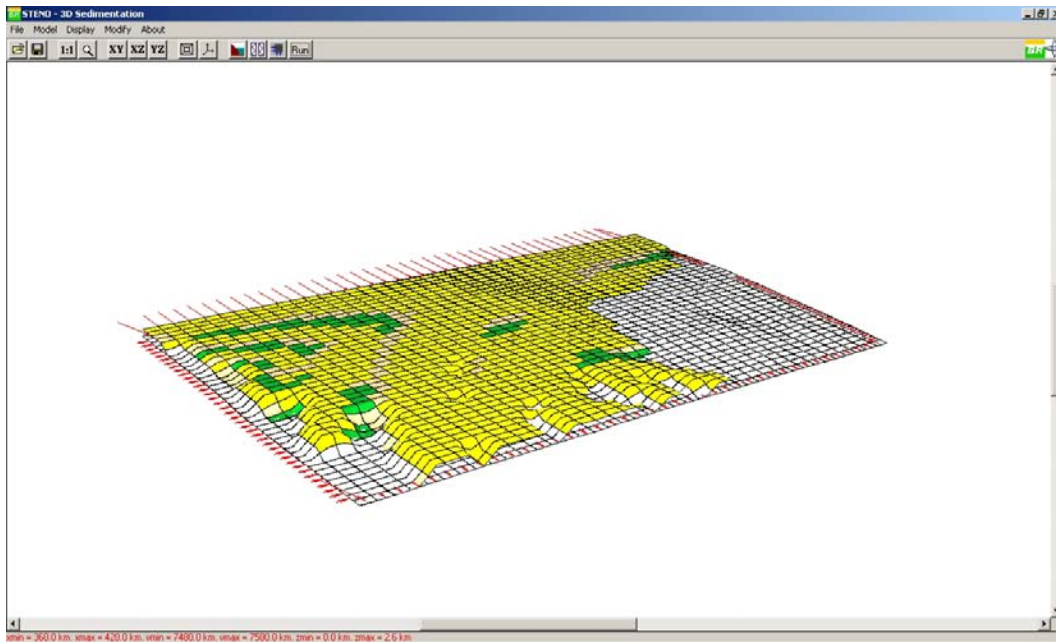 STENO - 3D Sedimentation
File Model Display Modify About
1:1 XY XZ YZ Run
xmin = 360.0 km. xmax = 420.0 km. ymin = 7480.0 km. ymax = 7580.0 km. zmin = 0.0 km. zmax = 2.6 km